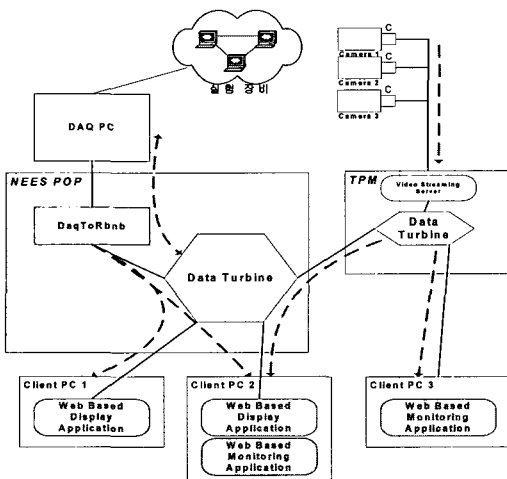 실험 장비
C
Camera 1
C
Camera 2
C
Camera 3
DAQ PC
NEES POP
DaqToRbnb
Data Turbine
TPM
Video Streaming
Server
Data
Turbine
Client PC 1
Web Based
Display
Application
Client PC 2
Web Based
Display
Application
Web Based
Monitoring
Application
Client PC 3
Web Based
Monitoring
Application